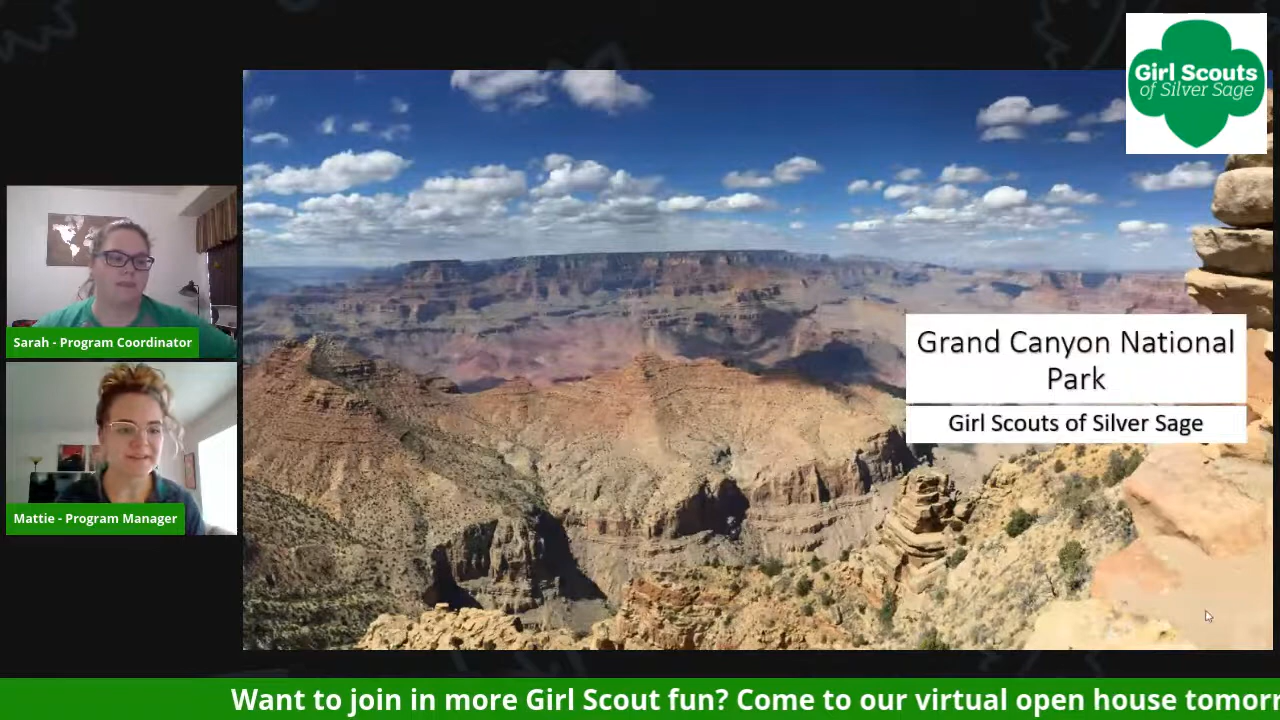 Girl Scouts
of Silver Sage
Grand Canyon National
Park
Girl Scouts of Silver Sage
Sarah - Program Coordinator
Mattie - Program Manager
Want to join in more Girl Scout fun? Come to our virtual open house tomorr